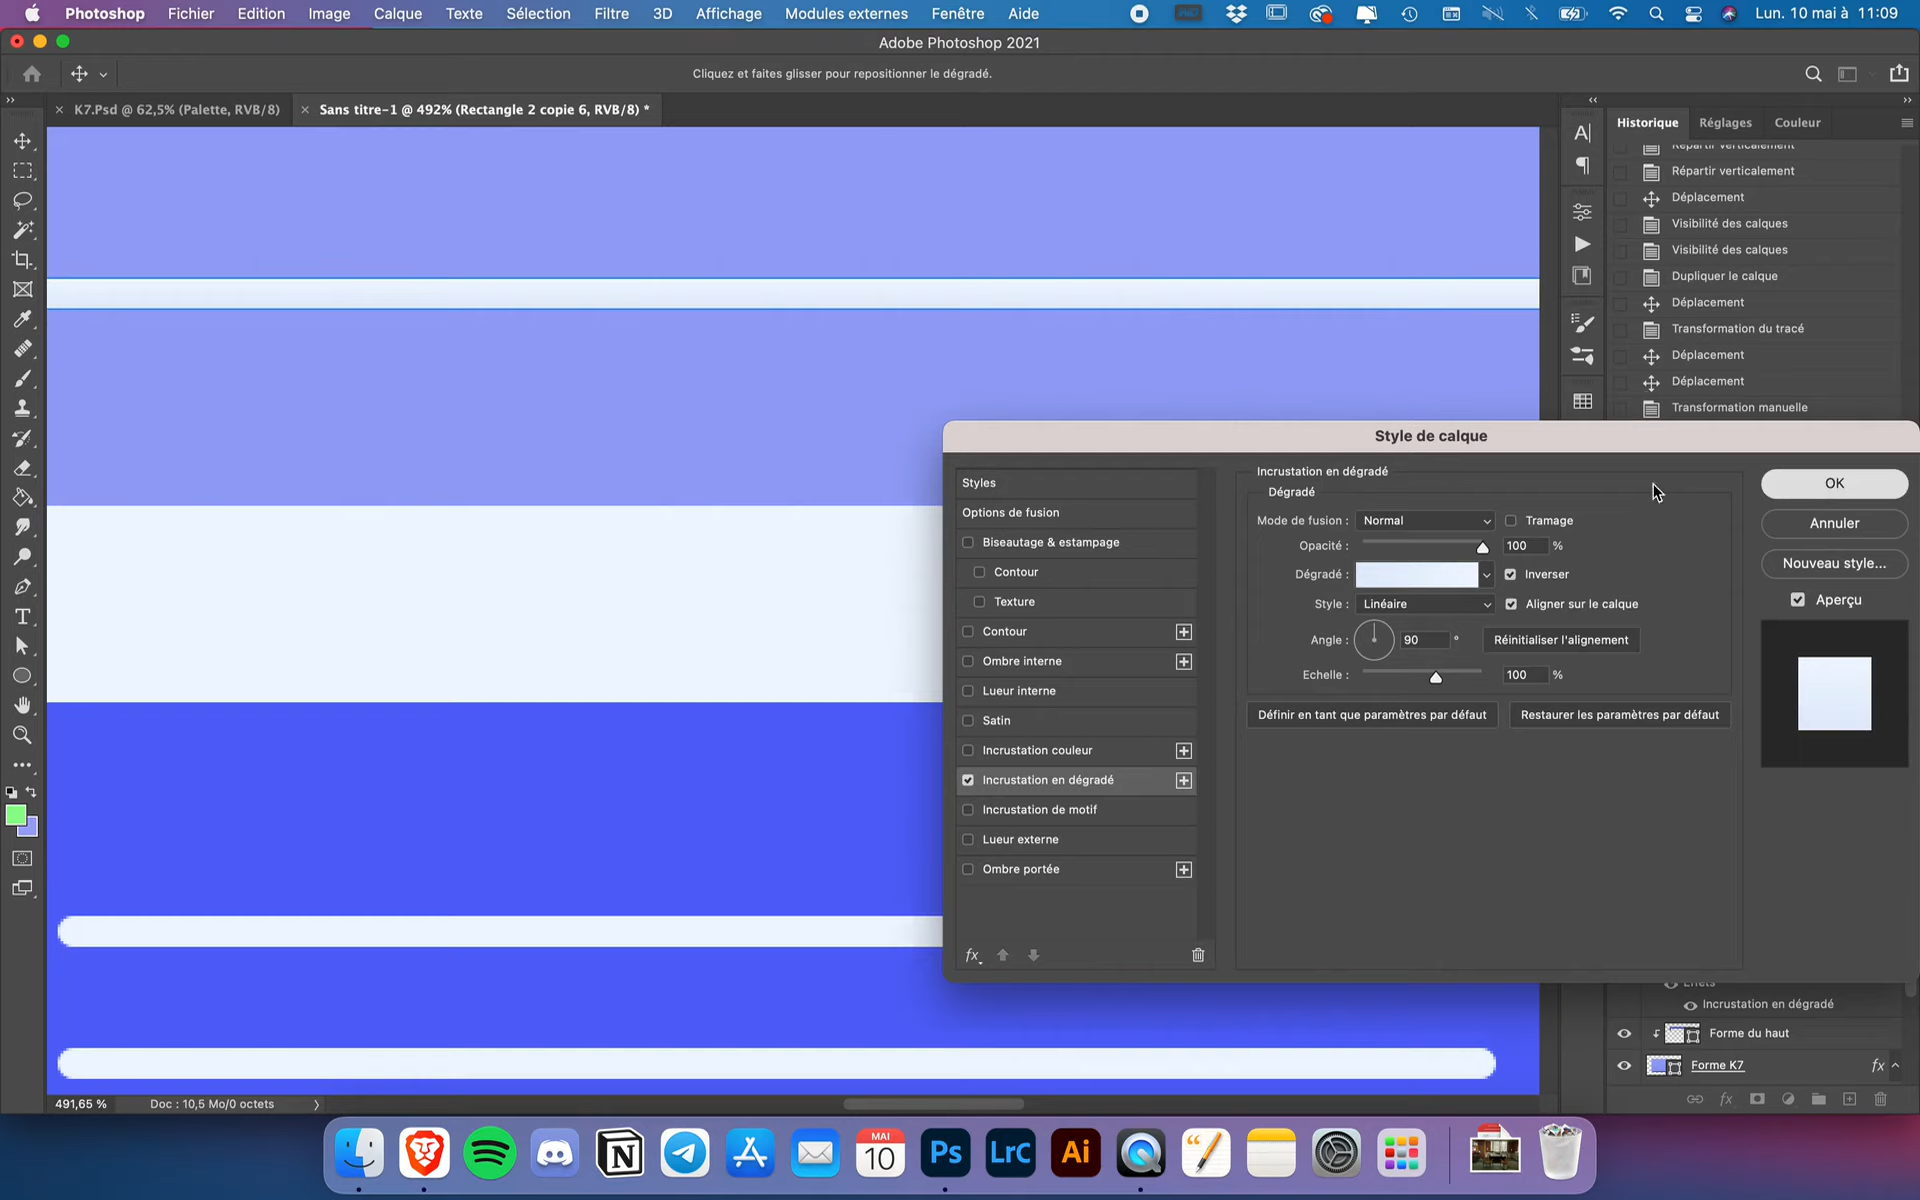 Photoshop Fichier Edition Image Calque Texte Sélection Filtre 3D Affichage Modules externes Fenêtre Aide Lun. 10 mai à 11:09
Adobe Photoshop 2021
Cliquez et faites glisser pour repositionner le dégradé.
K7.Psd @ 62,5% (Palette, RVB/8)
Sans titre-1 @ 492% (Rectangle 2 copie 6, RVB/8) *
Historique Réglages Couleur
Répartir verticalement
Répartir verticalement
Déplacement
Visibilité des calques
Visibilité des calques
Dupliquer le calque
Déplacement
Transformation du tracé
Déplacement
Déplacement
Transformation manuelle
Style de calque
Styles
Options de fusion
Biseautage & estampage
Contour
Texture
Contour
Ombre interne
Lueur interne
Satin
Incrustation couleur
Incrustation en dégradé
Incrustation de motif
Lueur externe
Ombre portée
fx
Incrustation en dégradé
Dégradé
Mode de fusion : Normal Tramage
Opacité : 100 %
Dégradé : Inverser
Style : Linéaire Aligner sur le calque
Angle : 90 ° Réinitialiser l'alignement
Echelle : 100 %
Définir en tant que paramètres par défaut Restaurer les paramètres par défaut
OK
Annuler
Nouveau style...
Aperçu
Effets
Incrustation en dégradé
Forme du haut
Forme K7 fx
fx
491,65 % Doc : 10,5 Mo/0 octets
MAI
10
Ps
LrC
Ai